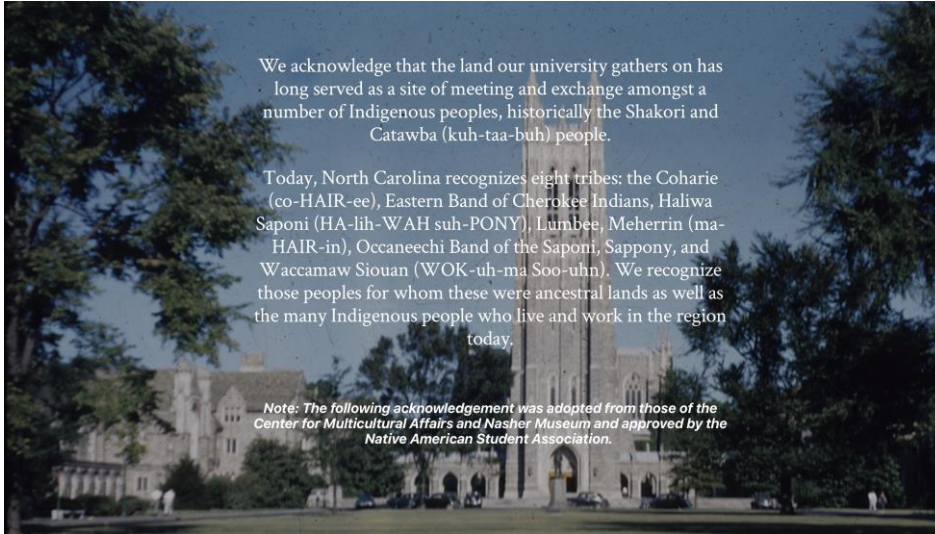 We acknowledge that the land our university gathers on has
long served as a site of meeting and exchange amongst a
number of Indigenous peoples, historically the Shakori and
Catawba (kuh-taa-buh) people.
Today, North Carolina recognizes eight tribes: the Coharie
(co-HAIR-ee), Eastern Band of Cherokee Indians, Haliwa
Saponi (HA-lih-WAH suh-PONY), Lumbee, Meherrin (ma-
HAIR-in), Occaneechi Band of the Saponi, Sappony, and
Waccamaw Siouan (WOK-uh-ma Soo-uhn). We recognize
those peoples for whom these were ancestral lands as well as
the many Indigenous people who live and work in the region
today.
Note: The following acknowledgement was adopted from those of the
Center for Multicultural Affairs and Nasher Museum and approved by the
Native American Student Association.